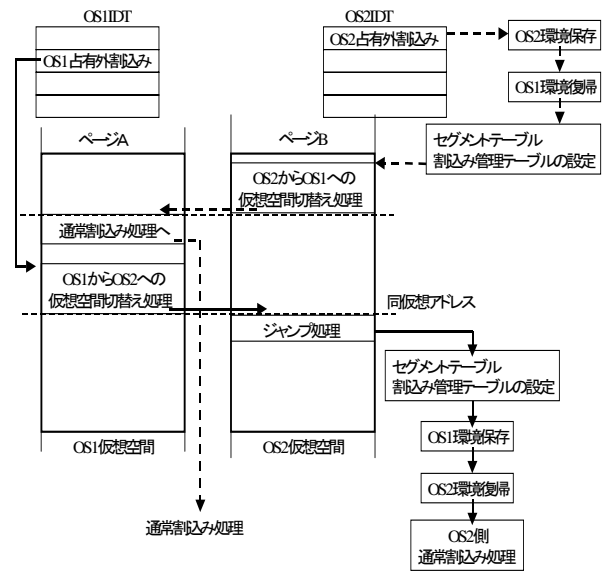 OS1IDT
OS2IDT
OS1占有外割込み
OS2占有外割込み
OS2環境保存
OS1環境復帰
セグメントテーブル
割込み管理テーブルの設定
ページA
ページB
OS2からOS1への
仮想空間切替え処理
通常割込み処理へ
OS1からOS2への
仮想空間切替え処理
同仮想アドレス
ジャンプ処理
セグメントテーブル
割込み管理テーブルの設定
OS1環境保存
OS1仮想空間
OS2仮想空間
OS2環境復帰
通常割込み処理
OS2側
通常割込み処理